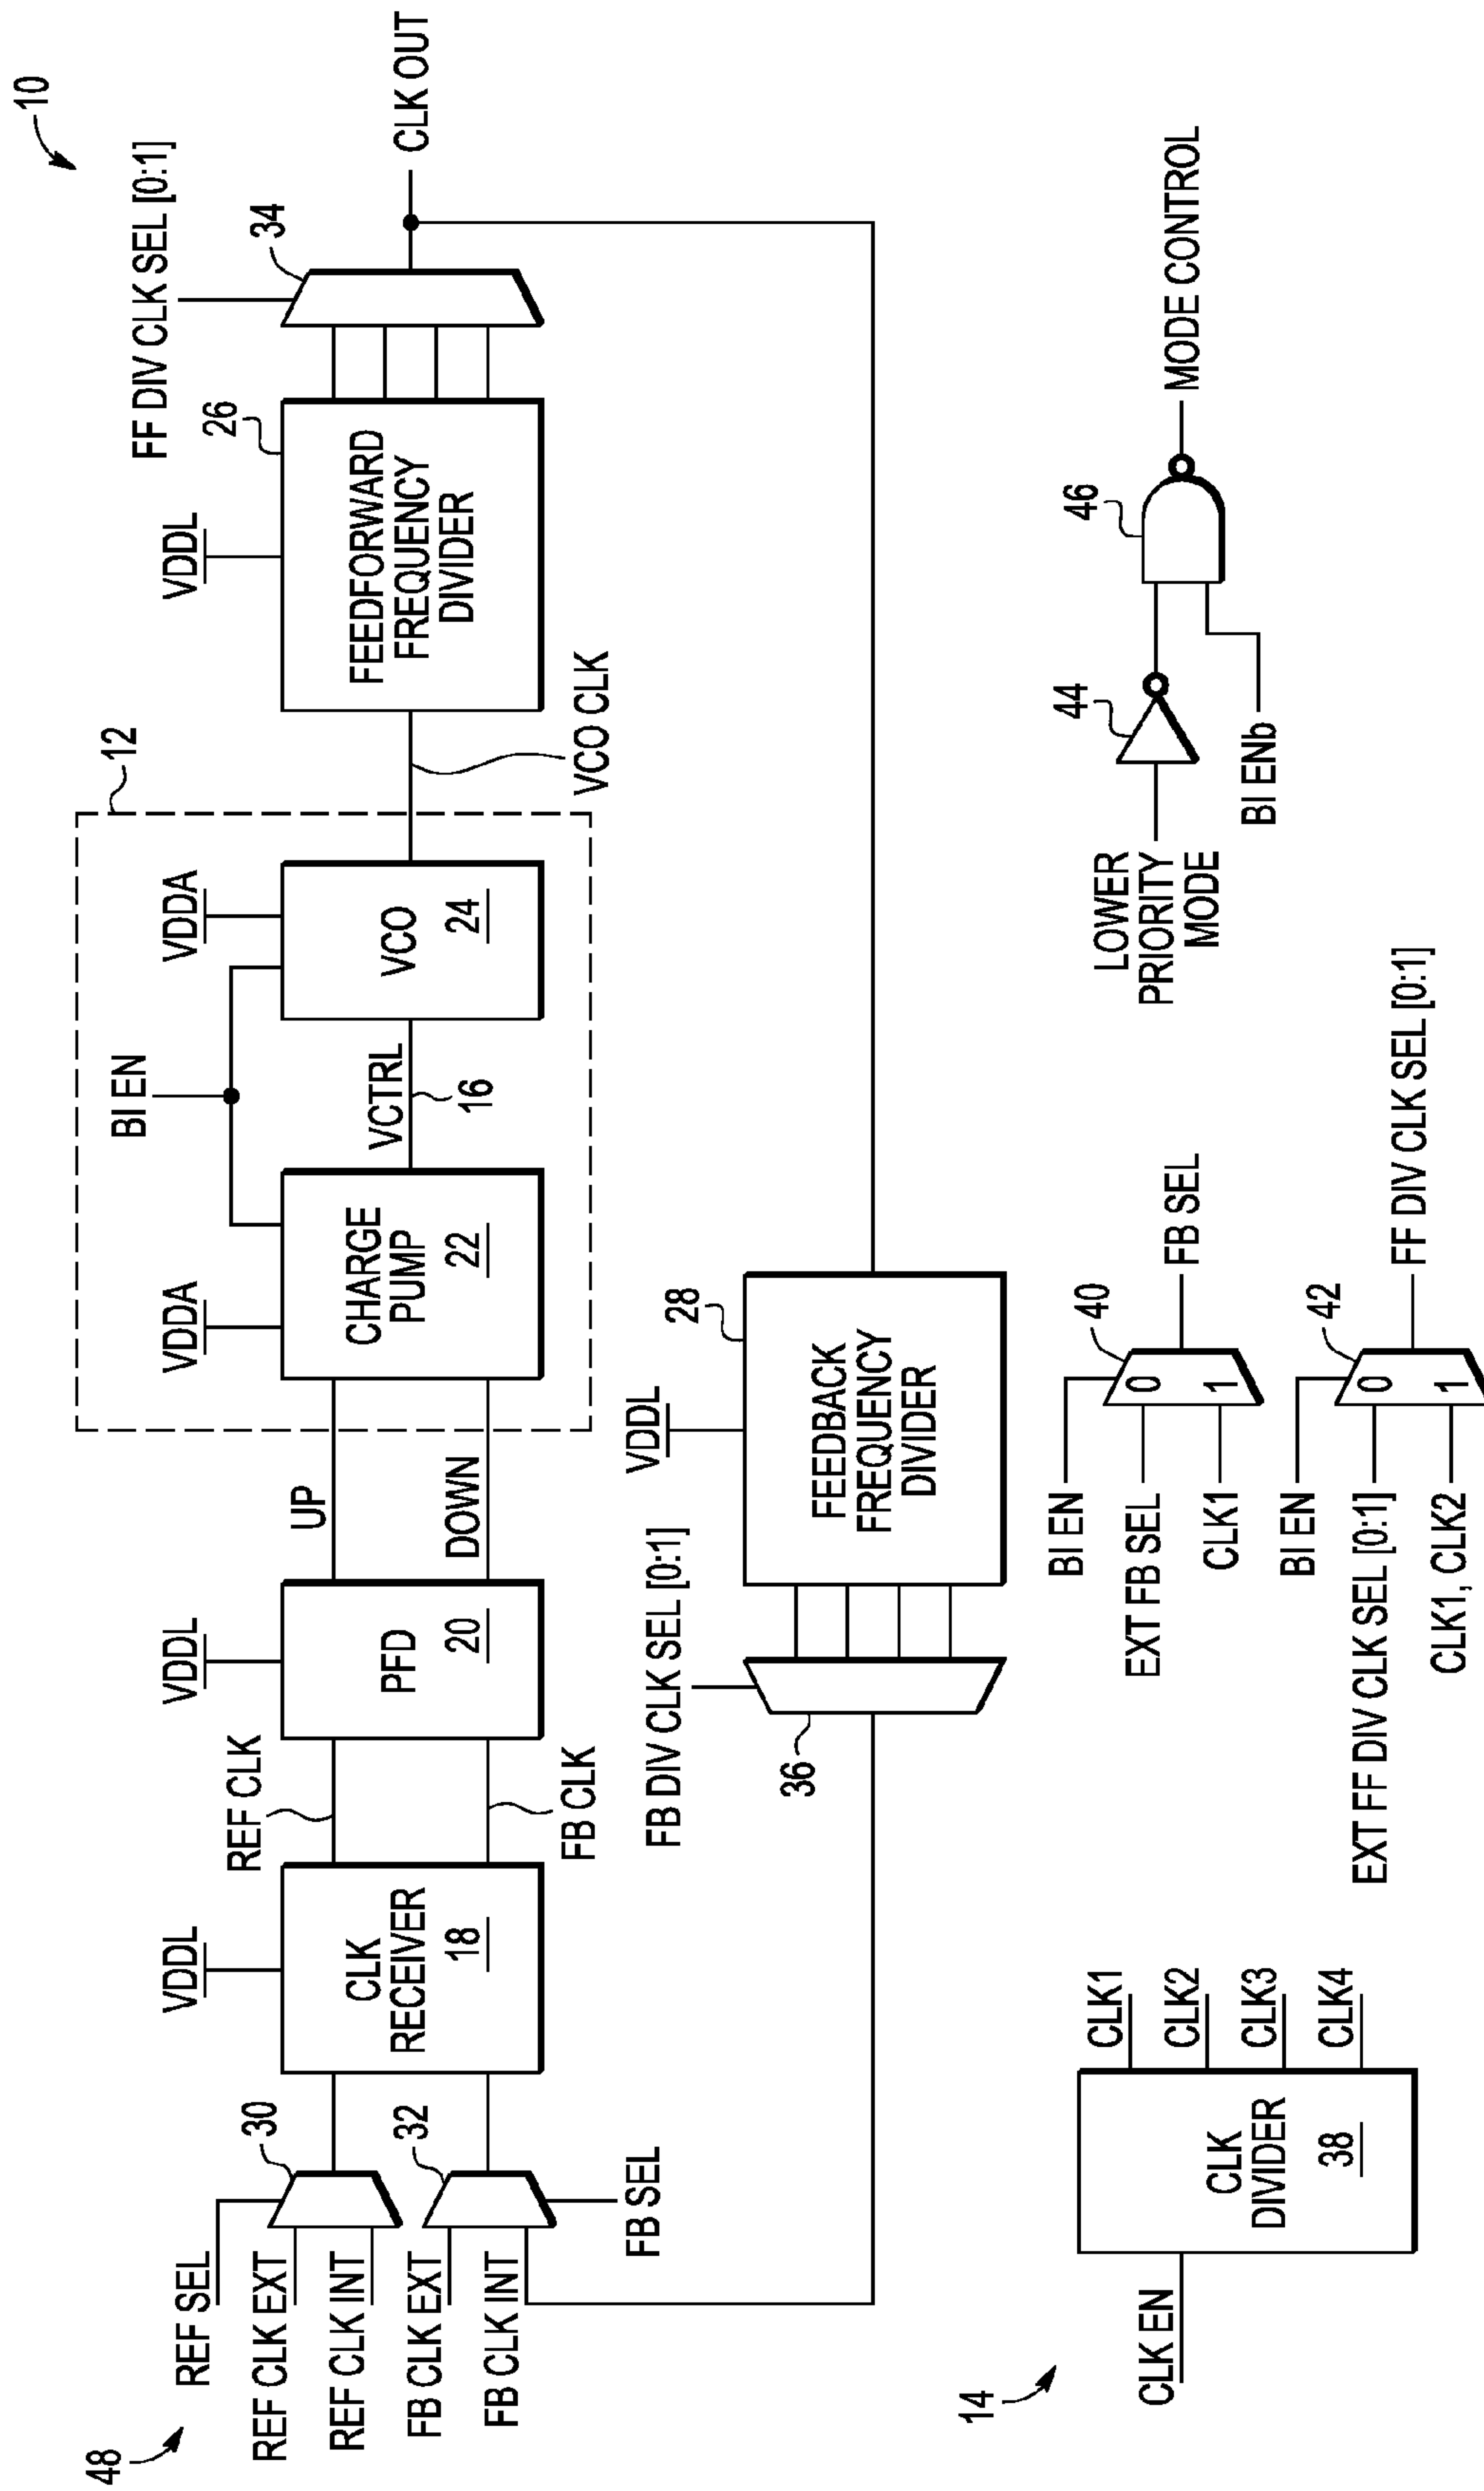 10
48
REF SEL
REF CLK EXT
REF CLK INT
FB CLK EXT
FB CLK INT
30
32
FB SEL
VDDL
CLK
RECEIVER
18
REF CLK
FB CLK
VDDL
PFD
20
UP
DOWN
12
VDDA
CHARGE
PUMP
22
BI EN
VCTRL
16
VDDA
VCO
24
VCO CLK
VDDL
26
FEEDFORWARD
FREQUENCY
DIVIDER
FF DIV CLK SEL [0:1]
34
CLK OUT
FB DIV CLK SEL [0:1]
36
VDDL
28
FEEDBACK
FREQUENCY
DIVIDER
14
CLK EN
CLK
DIVIDER
38
CLK1
CLK2
CLK3
CLK4
BI EN
EXT FB SEL
CLK1
40
0
1
FB SEL
BI EN
EXT FF DIV CLK SEL [0:1]
CLK1, CLK2
42
0
1
FF DIV CLK SEL [0:1]
LOWER
PRIORITY
MODE
44
BI ENb
46
MODE CONTROL